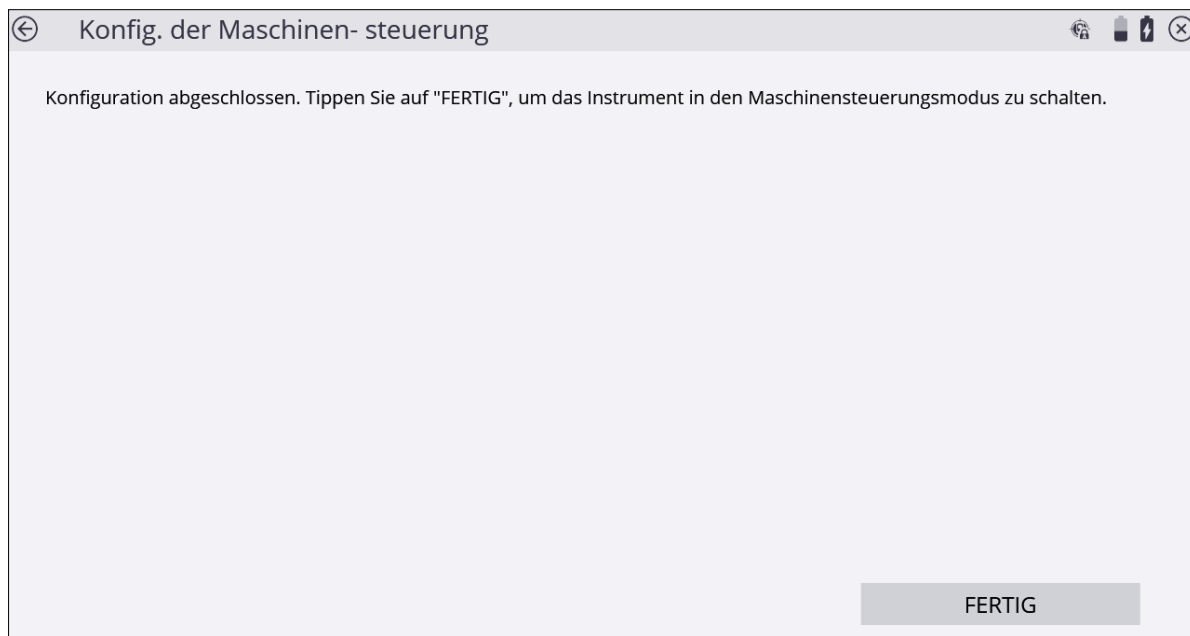 Konfig. der Maschinen- steuerung
Konfiguration abgeschlossen. Tippen Sie auf "FERTIG", um das Instrument in den Maschinensteuerungsmodus zu schalten.
FERTIG